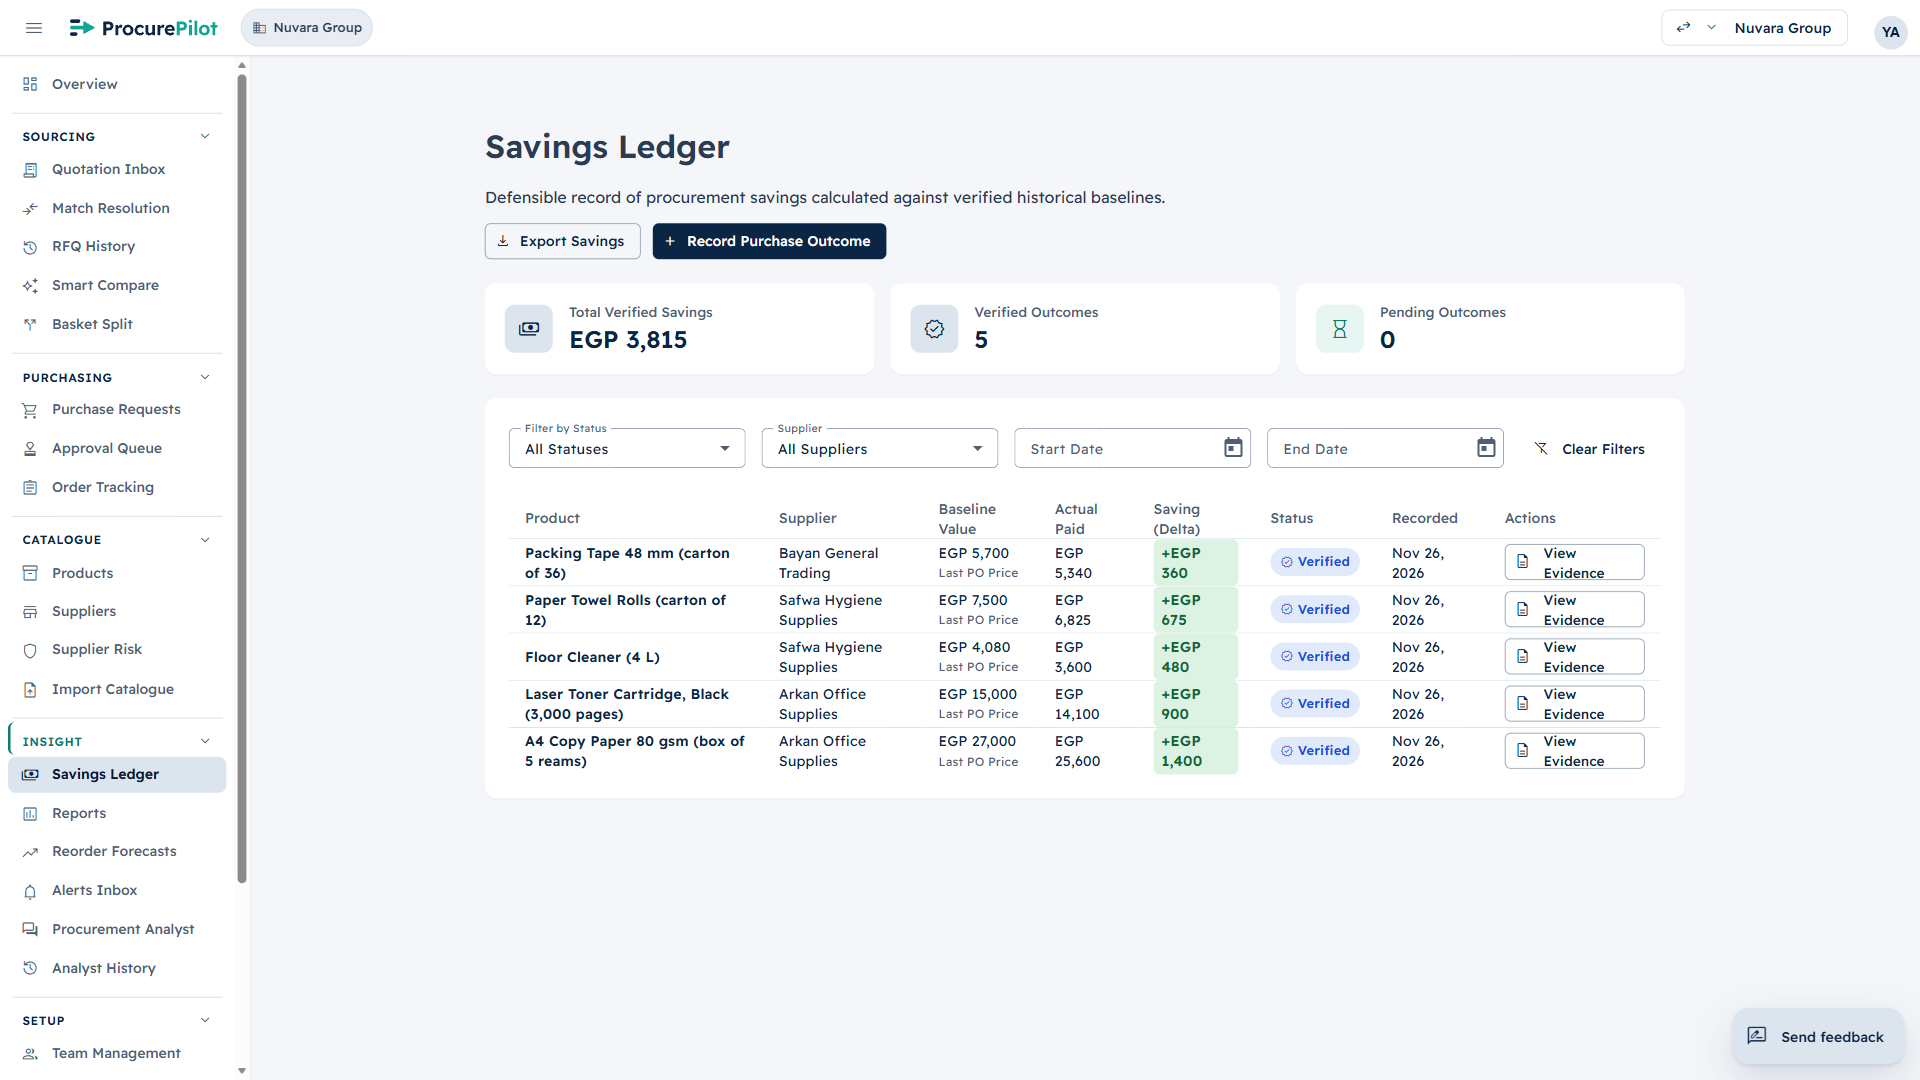 ProcurePilot
Nuvara Group
Nuvara Group
YA
Overview
SOURCING
Quotation Inbox
Match Resolution
RFQ History
Smart Compare
Basket Split
PURCHASING
Purchase Requests
Approval Queue
Order Tracking
CATALOGUE
Products
Suppliers
Supplier Risk
Import Catalogue
INSIGHT
Savings Ledger
Reports
Reorder Forecasts
Alerts Inbox
Procurement Analyst
Analyst History
SETUP
Team Management
Savings Ledger
Defensible record of procurement savings calculated against verified historical baselines.
Export Savings
Record Purchase Outcome
Total Verified Savings
EGP 3,815
Verified Outcomes
5
Pending Outcomes
0
Filter by Status
All Statuses
Supplier
All Suppliers
Start Date
End Date
Clear Filters
Product
Supplier
Baseline
Value
Actual
Paid
Saving
(Delta)
Status
Recorded
Actions
Packing Tape 48 mm (carton
of 36)
Bayan General
Trading
EGP 5,700
Last PO Price
EGP
5,340
+EGP
360
Verified
Nov 26,
2026
View
Evidence
Paper Towel Rolls (carton of
12)
Safwa Hygiene
Supplies
EGP 7,500
Last PO Price
EGP
6,825
+EGP
675
Verified
Nov 26,
2026
View
Evidence
Floor Cleaner (4 L)
Safwa Hygiene
Supplies
EGP 4,080
Last PO Price
EGP
3,600
+EGP
480
Verified
Nov 26,
2026
View
Evidence
Laser Toner Cartridge, Black
(3,000 pages)
Arkan Office
Supplies
EGP 15,000
Last PO Price
EGP
14,100
+EGP
900
Verified
Nov 26,
2026
View
Evidence
A4 Copy Paper 80 gsm (box of
5 reams)
Arkan Office
Supplies
EGP 27,000
Last PO Price
EGP
25,600
+EGP
1,400
Verified
Nov 26,
2026
View
Evidence
Send feedback